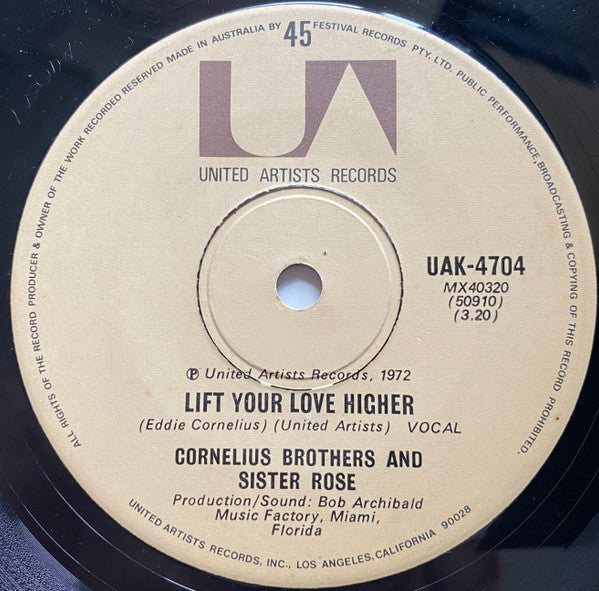 ALL RIGHTS OF THE RECORD PRODUCER & OWNER OF THE WORK RECORDED RESERVED MADE IN AUSTRALIA BY 45 FESTIVAL RECORDS PTY. LTD. PUBLIC PERFORMANCE, BROADCASTING & COPYING OF THIS RECORD PROHIBITED.
UA
UNITED ARTISTS RECORDS
UAK-4704
MX40320
(50910)
(3.20)
℗ United Artists Records, 1972
LIFT YOUR LOVE HIGHER
(Eddie Cornelius) (United Artists) VOCAL
CORNELIUS BROTHERS AND
SISTER ROSE
Production/Sound: Bob Archibald
Music Factory, Miami,
Florida
UNITED ARTISTS RECORDS, INC., LOS ANGELES, CALIFORNIA 90028